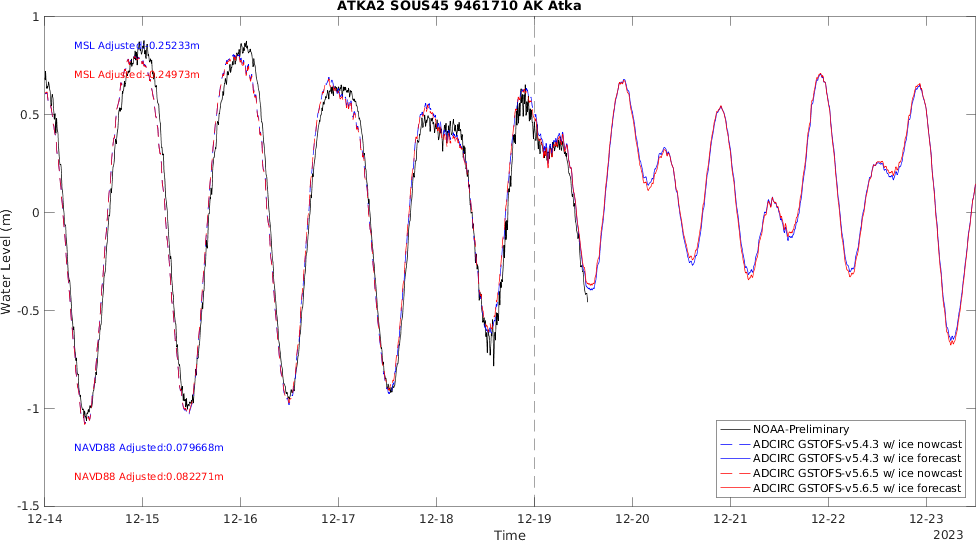 ATKA2 SOUS45 9461710 AK Atka
1
0.5
0
-0.5
-1
-1.5
Water Level (m)
MSL Adjusted:-0.25233m
MSL Adjusted:-0.24973m
NAVD88 Adjusted:0.079668m
NAVD88 Adjusted:0.082271m
NOAA-Preliminary
ADCIRC GSTOFS-v5.4.3 w/ ice nowcast
ADCIRC GSTOFS-v5.4.3 w/ ice forecast
ADCIRC GSTOFS-v5.6.5 w/ ice nowcast
ADCIRC GSTOFS-v5.6.5 w/ ice forecast
12-14 12-15 12-16 12-17 12-18 12-19 12-20 12-21 12-22 12-23
Time
2023